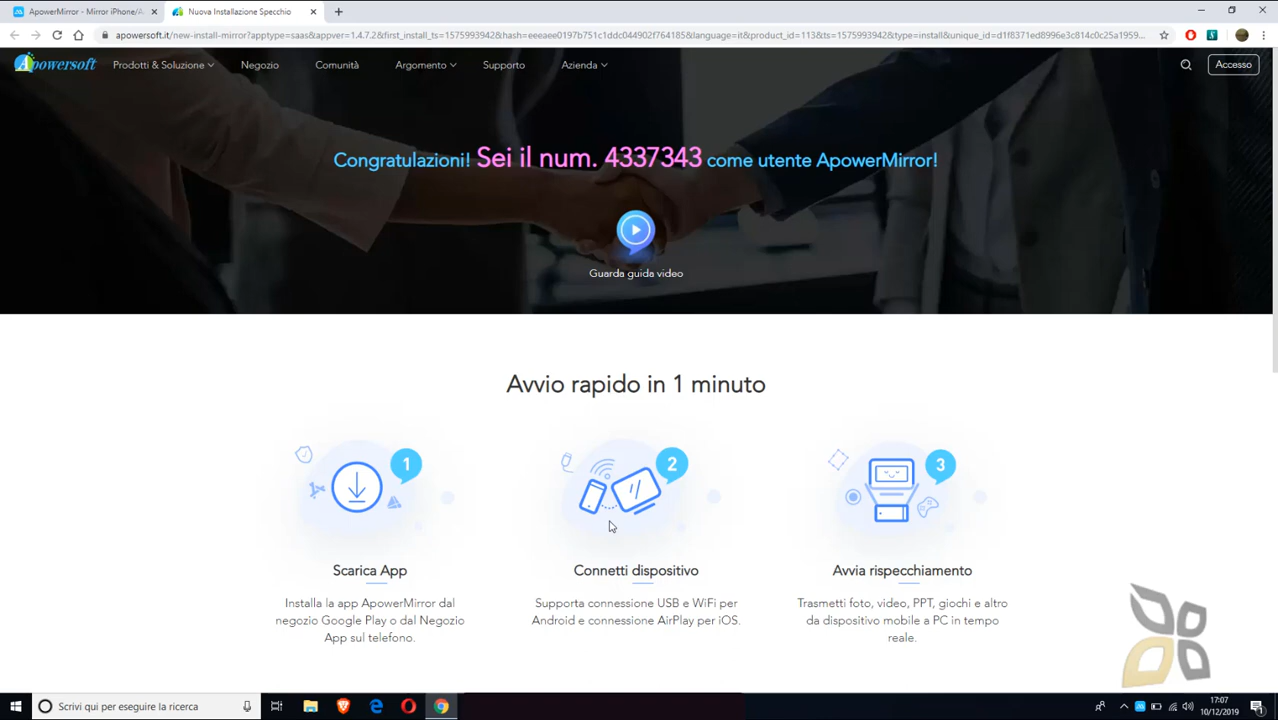 ApowerMirror - Mirror iPhone/A
Nuova Installazione Specchio
apowersoft.it/new-install-mirror?apptype=saas&appver=1.4.7.2&first_install_ts=1575993942&hash=eeeaee0197b751c1ddc044902f764185&language=it&product_id=113&ts=1575993942&type=install&unique_id=d1f8371ed8996e3c814c0c25a1959...
Apowersoft
Prodotti & Soluzione
Negozio
Comunità
Argomento
Supporto
Azienda
Accesso
Congratulazioni! Sei il num. 4337343 come utente ApowerMirror!
Guarda guida video
Avvio rapido in 1 minuto
1
2
3
Scarica App
Installa la app ApowerMirror dal
negozio Google Play o dal Negozio
App sul telefono.
Connetti dispositivo
Supporta connessione USB e WiFi per
Android e connessione AirPlay per iOS.
Avvia rispecchiamento
Trasmetti foto, video, PPT, giochi e altro
da dispositivo mobile a PC in tempo
reale.
Scrivi qui per eseguire la ricerca
17:07
10/12/2019
1